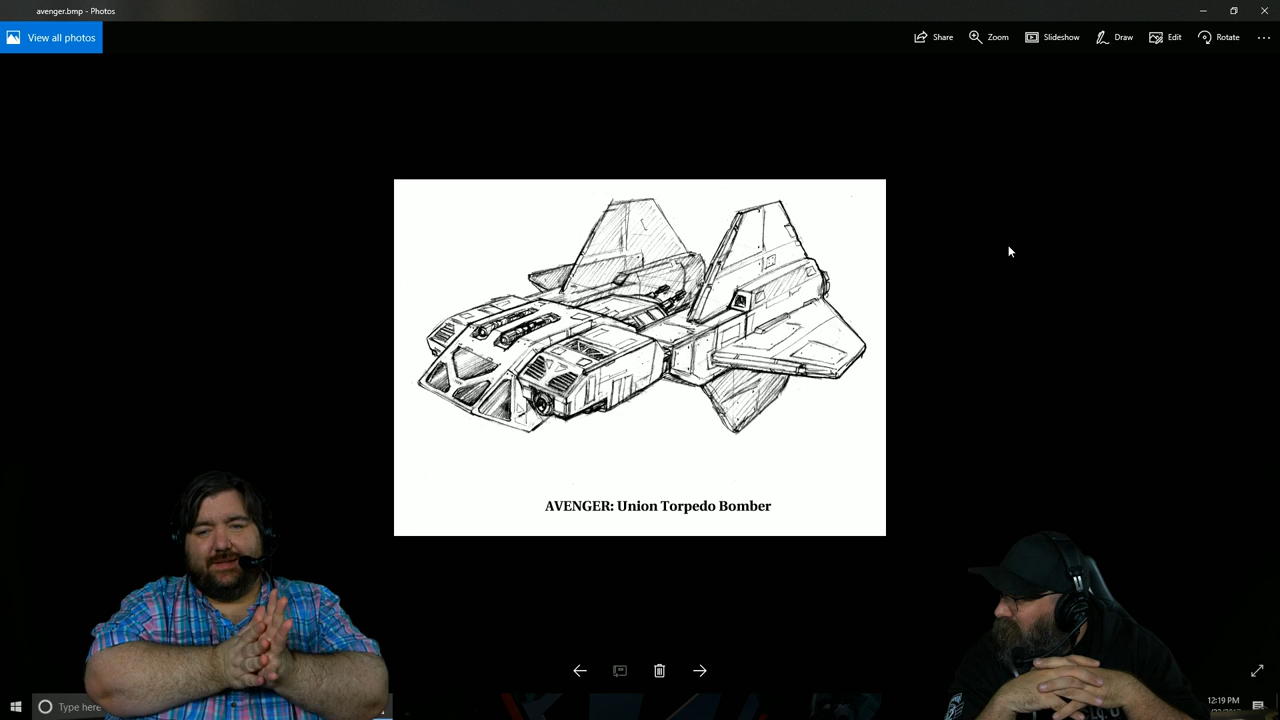 avenger.bmp - Photos
View all photos
Share
Zoom
Slideshow
Draw
Edit
Rotate
AVENGER: Union Torpedo Bomber
Type here
12:19 PM